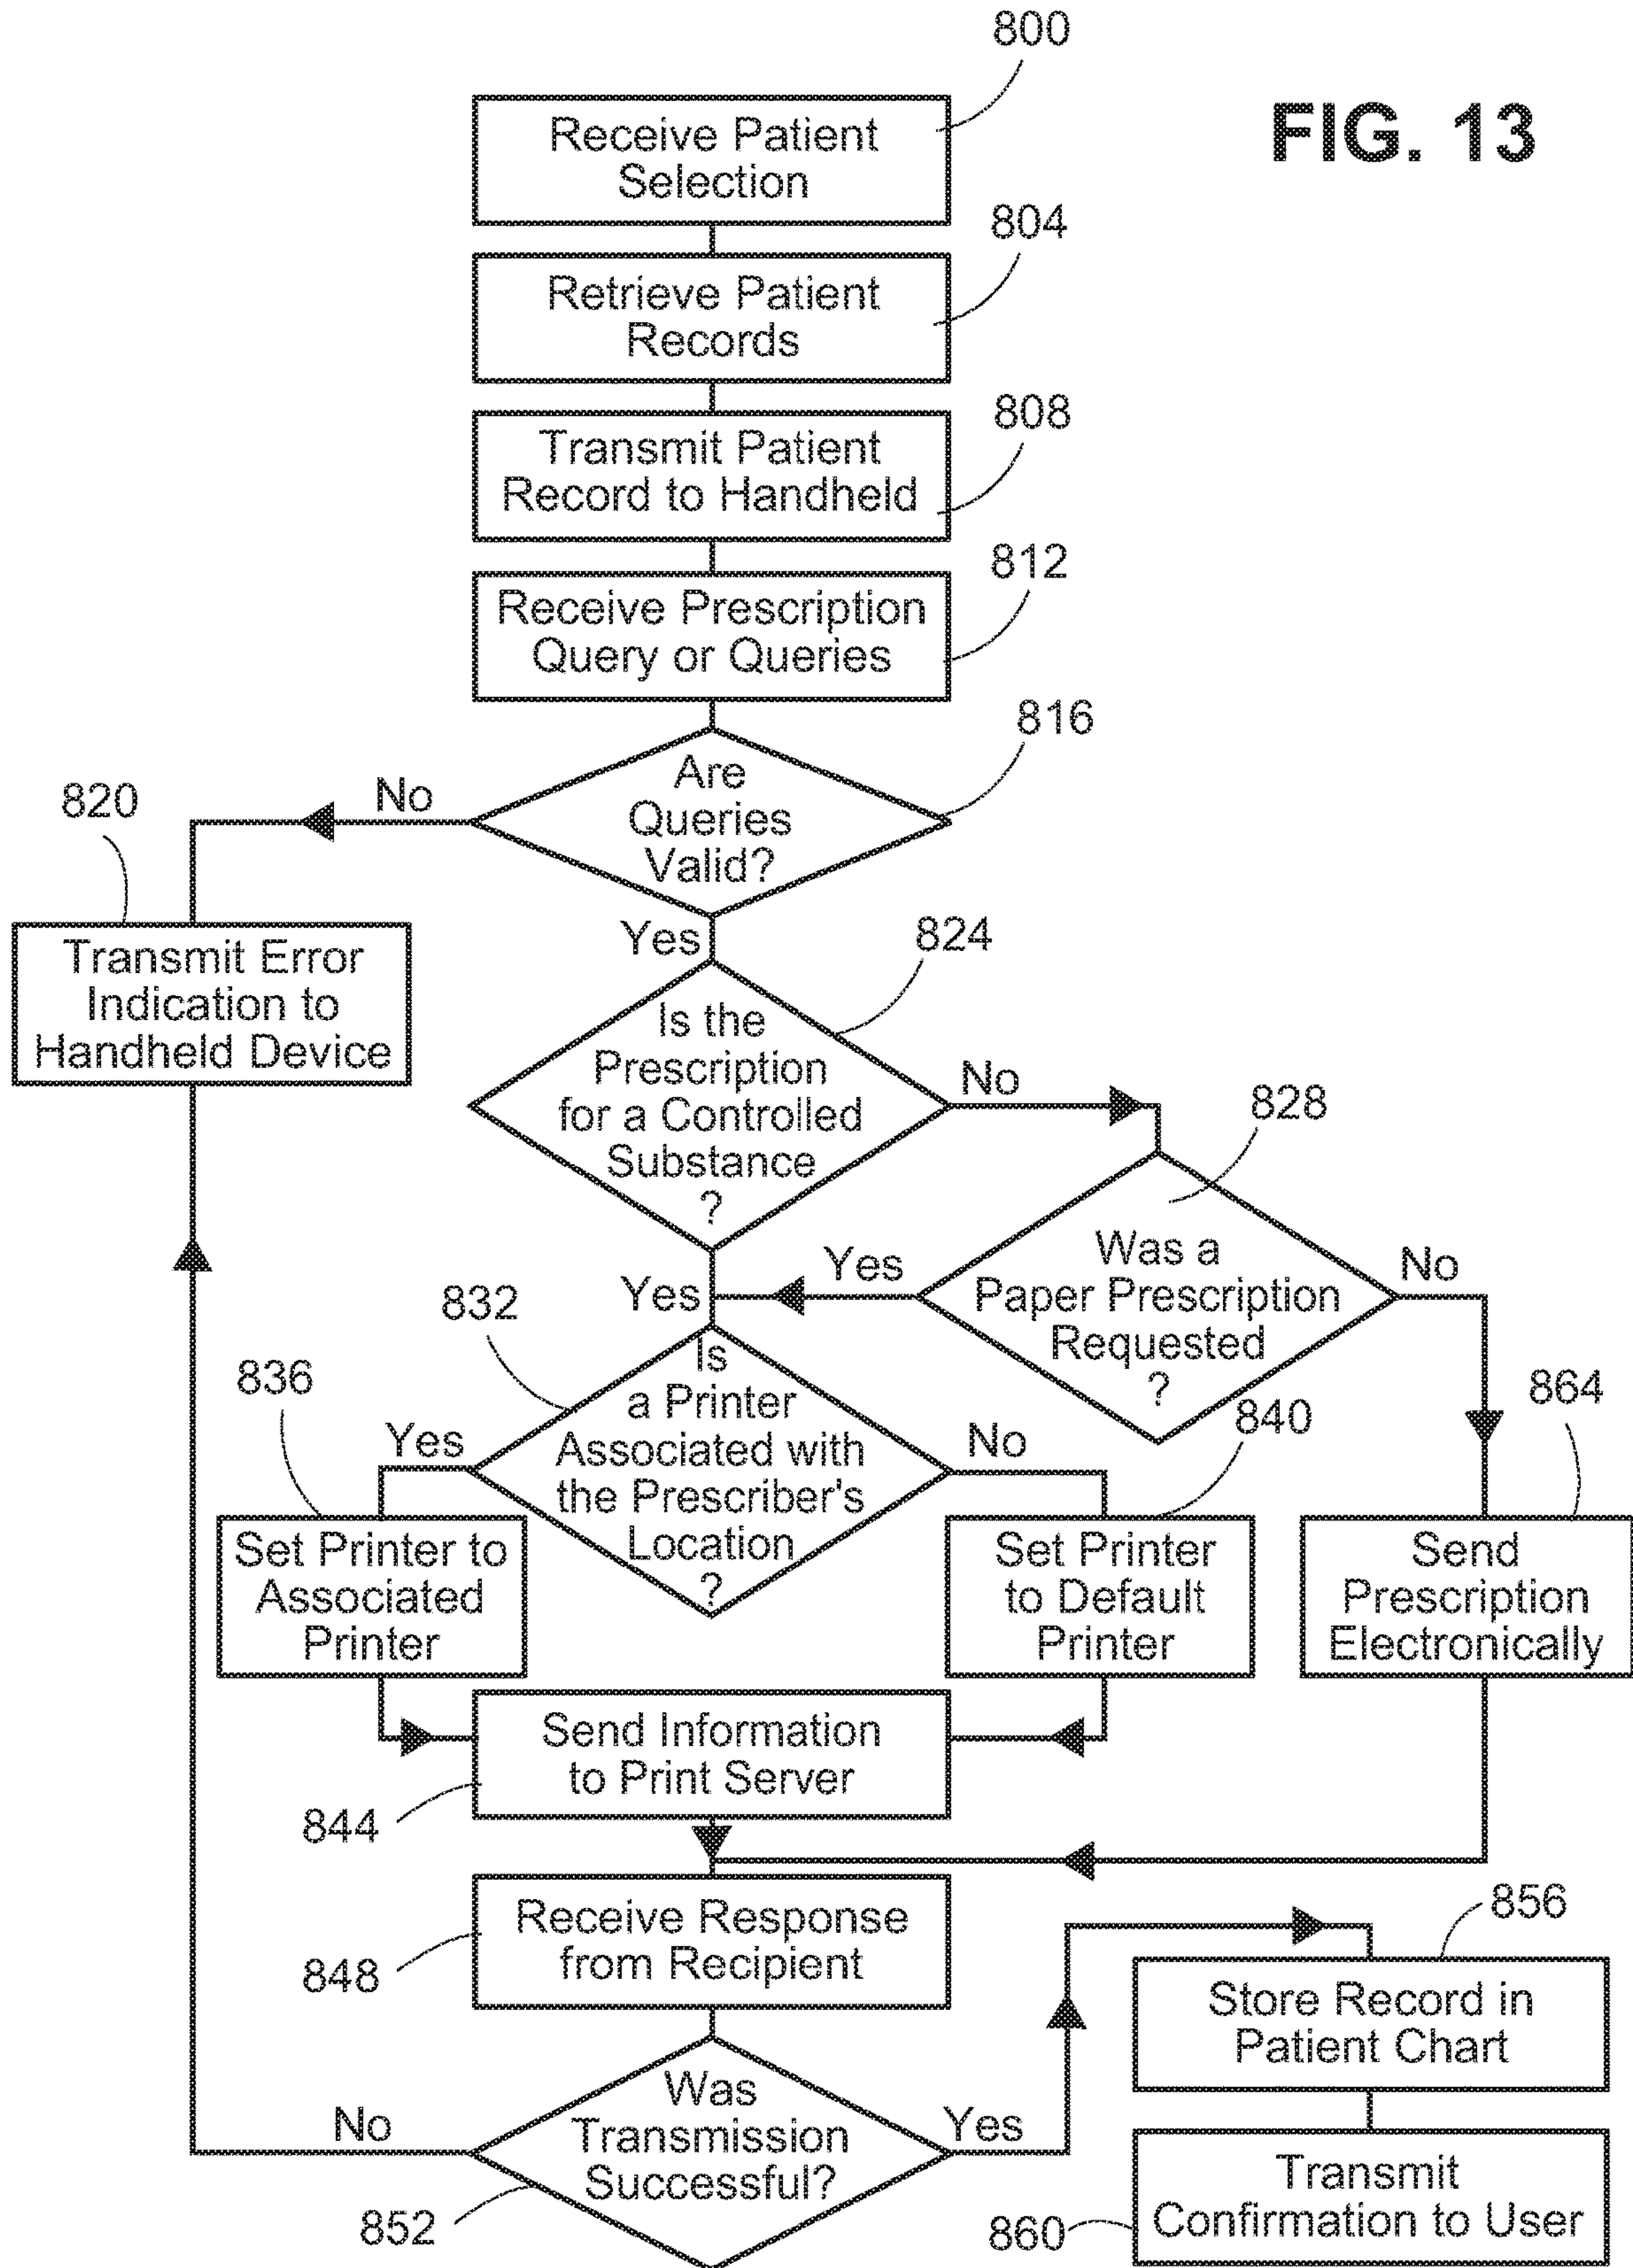 800
FIG. 13
Receive Patient
Selection
804
Retrieve Patient
Records
808
Transmit Patient
Record to Handheld
812
Receive Prescription
Query or Queries
816
Are
Queries
Valid?
No
820
Transmit Error
Indication to
Handheld Device
Yes
824
Is the
Prescription
for a Controlled
Substance
?
No
828
Was a
Paper Prescription
Requested
?
Yes
Yes
No
832
Is
a Printer
Associated with
the Prescriber's
Location
?
836
Yes
No
840
864
Set Printer to
Associated
Printer
Set Printer
to Default
Printer
Send
Prescription
Electronically
Send Information
to Print Server
844
Receive Response
from Recipient
848
856
Store Record in
Patient Chart
Was
Transmission
Successful?
No
Yes
852
Transmit
Confirmation to User
860